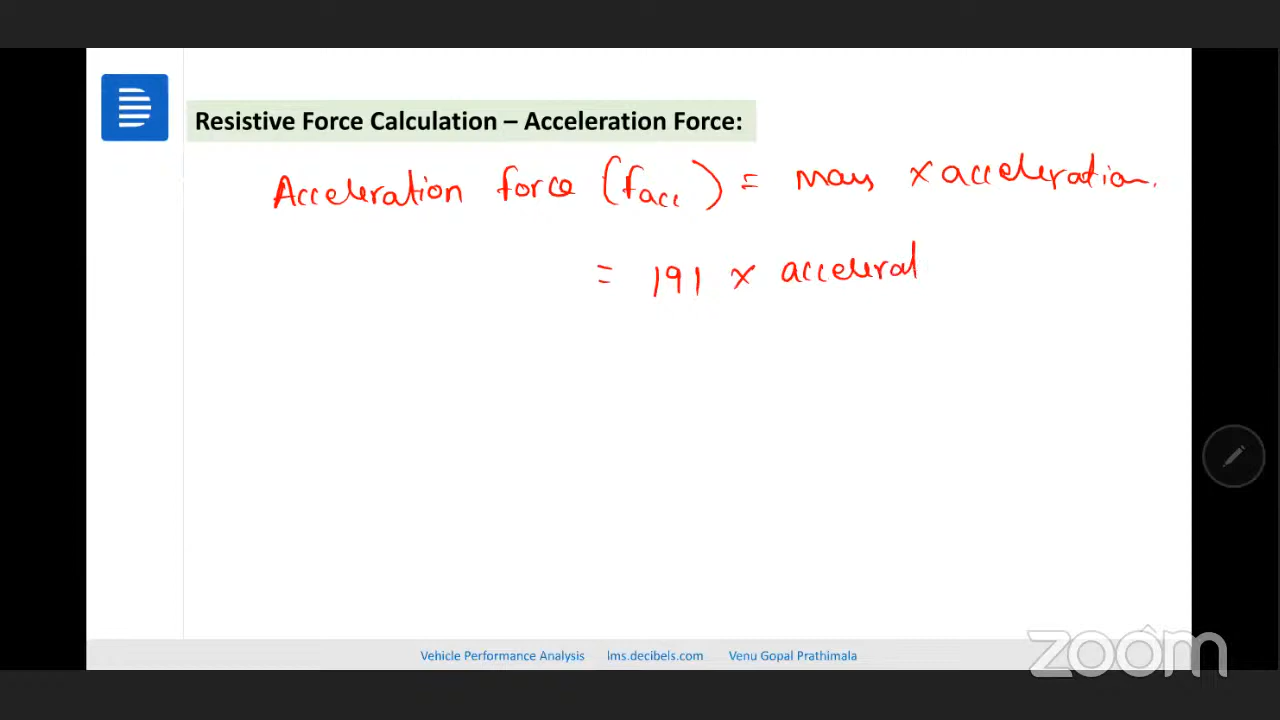 Resistive Force Calculation – Acceleration Force:
Acceleration force (facc) = mass x acceleration.
= 191 x accelerat
Vehicle Performance Analysis lms.decibels.com Venu Gopal Prathimala
zoom